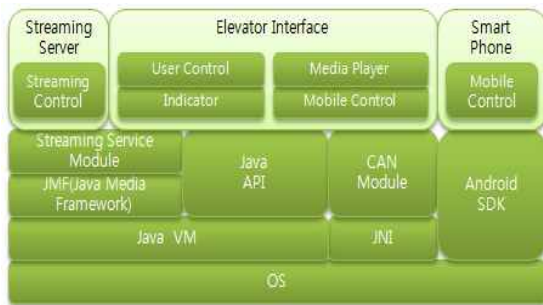 Streaming
Server
Elevator Interface
Smart
Phone
Streaming
Control
User Control
Media Player
Indicator
Mobile Control
Mobile
Control
Streaming Service
Module
Java
API
CAN
Module
JMF(Java Media
Framework)
Android
SDK
Java VM
JNI
OS